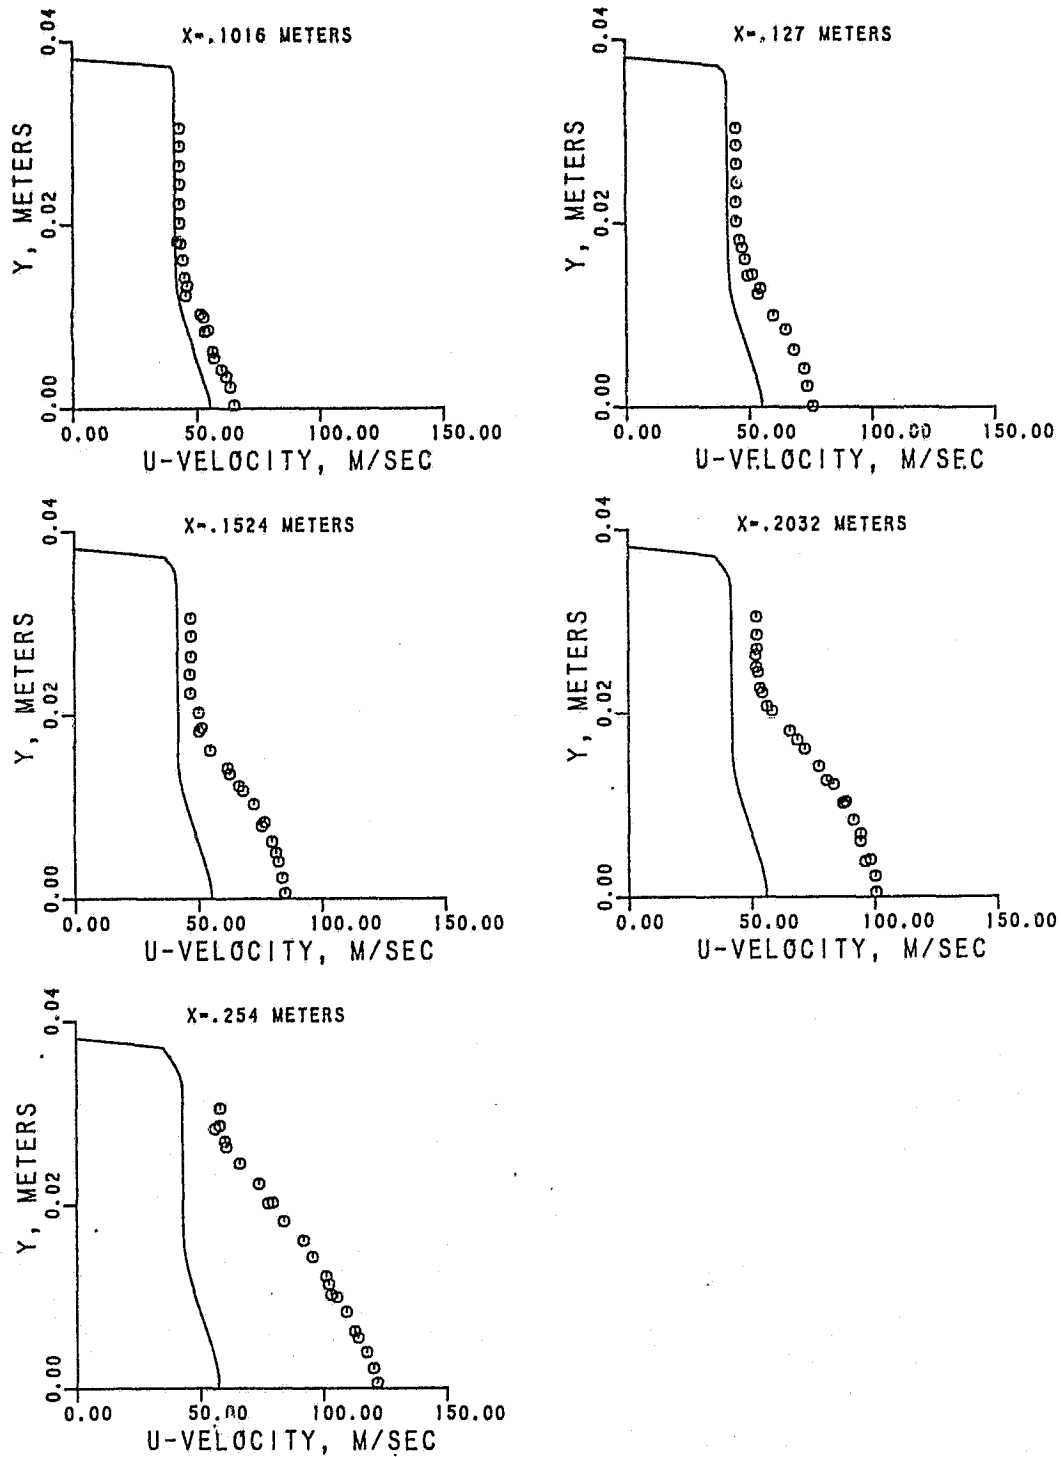 X=.1016 METERS
0.04
0.02
0.00
Y, METERS
0.00 50.00 100.00 150.00
U-VELOCITY, M/SEC
X=.127 METERS
0.04
0.02
0.00
Y, METERS
0.00 50.00 100.00 150.00
U-VELOCITY, M/SEC
X=.1524 METERS
0.04
0.02
0.00
Y, METERS
0.00 50.00 100.00 150.00
U-VELOCITY, M/SEC
X=.2032 METERS
0.04
0.02
0.00
Y, METERS
0.00 50.00 100.00 150.00
U-VELOCITY, M/SEC
X=.254 METERS
0.04
0.02
0.00
Y, METERS
0.00 50.00 100.00 150.00
U-VELOCITY, M/SEC